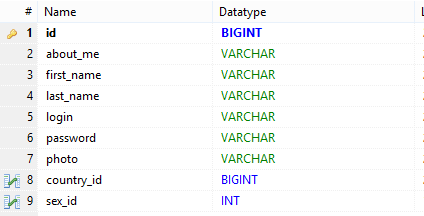 # Name Datatype
1 id BIGINT
2 about_me VARCHAR
3 first_name VARCHAR
4 last_name VARCHAR
5 login VARCHAR
6 password VARCHAR
7 photo VARCHAR
8 country_id BIGINT
9 sex_id INT